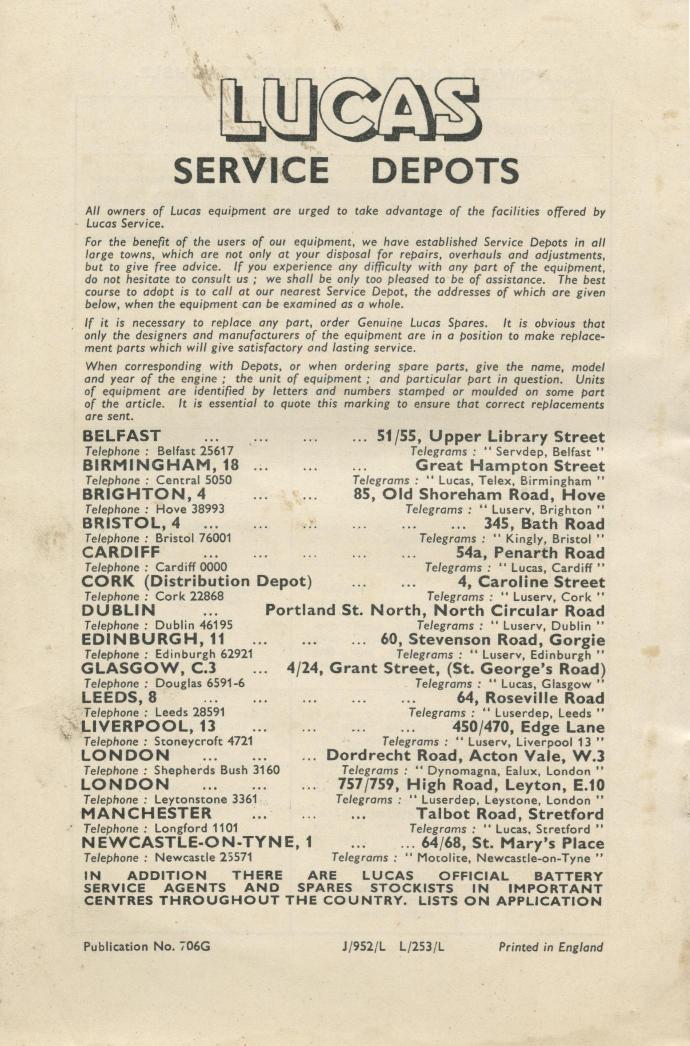 LUCAS
SERVICE DEPOTS
All owners of Lucas equipment are urged to take advantage of the facilities offered by
Lucas Service.
For the benefit of the users of our equipment, we have established Service Depots in all
large towns, which are not only at your disposal for repairs, overhauls and adjustments,
but to give free advice. If you experience any difficulty with any part of the equipment,
do not hesitate to consult us ; we shall be only too pleased to be of assistance. The best
course to adopt is to call at our nearest Service Depot, the addresses of which are given
below, when the equipment can be examined as a whole.
If it is necessary to replace any part, order Genuine Lucas Spares. It is obvious that
only the designers and manufacturers of the equipment are in a position to make replace-
ment parts which will give satisfactory and lasting service.
When corresponding with Depots, or when ordering spare parts, give the name, model
and year of the engine ; the unit of equipment ; and particular part in question. Units
of equipment are identified by letters and numbers stamped or moulded on some part
of the article. It is essential to quote this marking to ensure that correct replacements
are sent.
BELFAST ... ... ... ... 51/55, Upper Library Street
Telephone : Belfast 25617 Telegrams : " Servdep, Belfast "
BIRMINGHAM, 18 ... ... ... Great Hampton Street
Telephone : Central 5050 Telegrams : " Lucas, Telex, Birmingham "
BRIGHTON, 4 ... ... 85, Old Shoreham Road, Hove
Telephone : Hove 38993 Telegrams : " Luserv, Brighton "
BRISTOL, 4 ... ... ... ... ... ... 345, Bath Road
Telephone : Bristol 76001 Telegrams : " Kingly, Bristol "
CARDIFF ... ... ... ... ... 54a, Penarth Road
Telephone : Cardiff 0000 Telegrams : " Lucas, Cardiff "
CORK (Distribution Depot) ... ... 4, Caroline Street
Telephone : Cork 22868 Telegrams : " Luserv, Cork "
DUBLIN ... Portland St. North, North Circular Road
Telephone : Dublin 46195 Telegrams : " Luserv, Dublin "
EDINBURGH, 11 ... ... ... 60, Stevenson Road, Gorgie
Telephone : Edinburgh 62921 Telegrams : " Luserv, Edinburgh "
GLASGOW, C.3 ... 4/24, Grant Street, (St. George's Road)
Telephone : Douglas 6591-6 Telegrams : " Lucas, Glasgow "
LEEDS, 8 ... ... ... ... ... 64, Roseville Road
Telephone : Leeds 28591 Telegrams : " Luserdep, Leeds "
LIVERPOOL, 13 ... ... ... ... 450/470, Edge Lane
Telephone : Stoneycroft 4721 Telegrams : " Luserv, Liverpool 13 "
LONDON ... ... ... Dordrecht Road, Acton Vale, W.3
Telephone : Shepherds Bush 3160 Telegrams : " Dynomagna, Ealux, London "
LONDON ... ... ... 757/759, High Road, Leyton, E.10
Telephone : Leytonstone 3361 Telegrams : " Luserdep, Leystone, London "
MANCHESTER ... ... ... Talbot Road, Stretford
Telephone : Longford 1101 Telegrams : " Lucas, Stretford "
NEWCASTLE-ON-TYNE, 1 ... ... 64/68, St. Mary's Place
Telephone : Newcastle 25571 Telegrams : " Motolite, Newcastle-on-Tyne "
IN ADDITION THERE ARE LUCAS OFFICIAL BATTERY
SERVICE AGENTS AND SPARES STOCKISTS IN IMPORTANT
CENTRES THROUGHOUT THE COUNTRY. LISTS ON APPLICATION
Publication No. 706G J/952/L L/253/L Printed in England